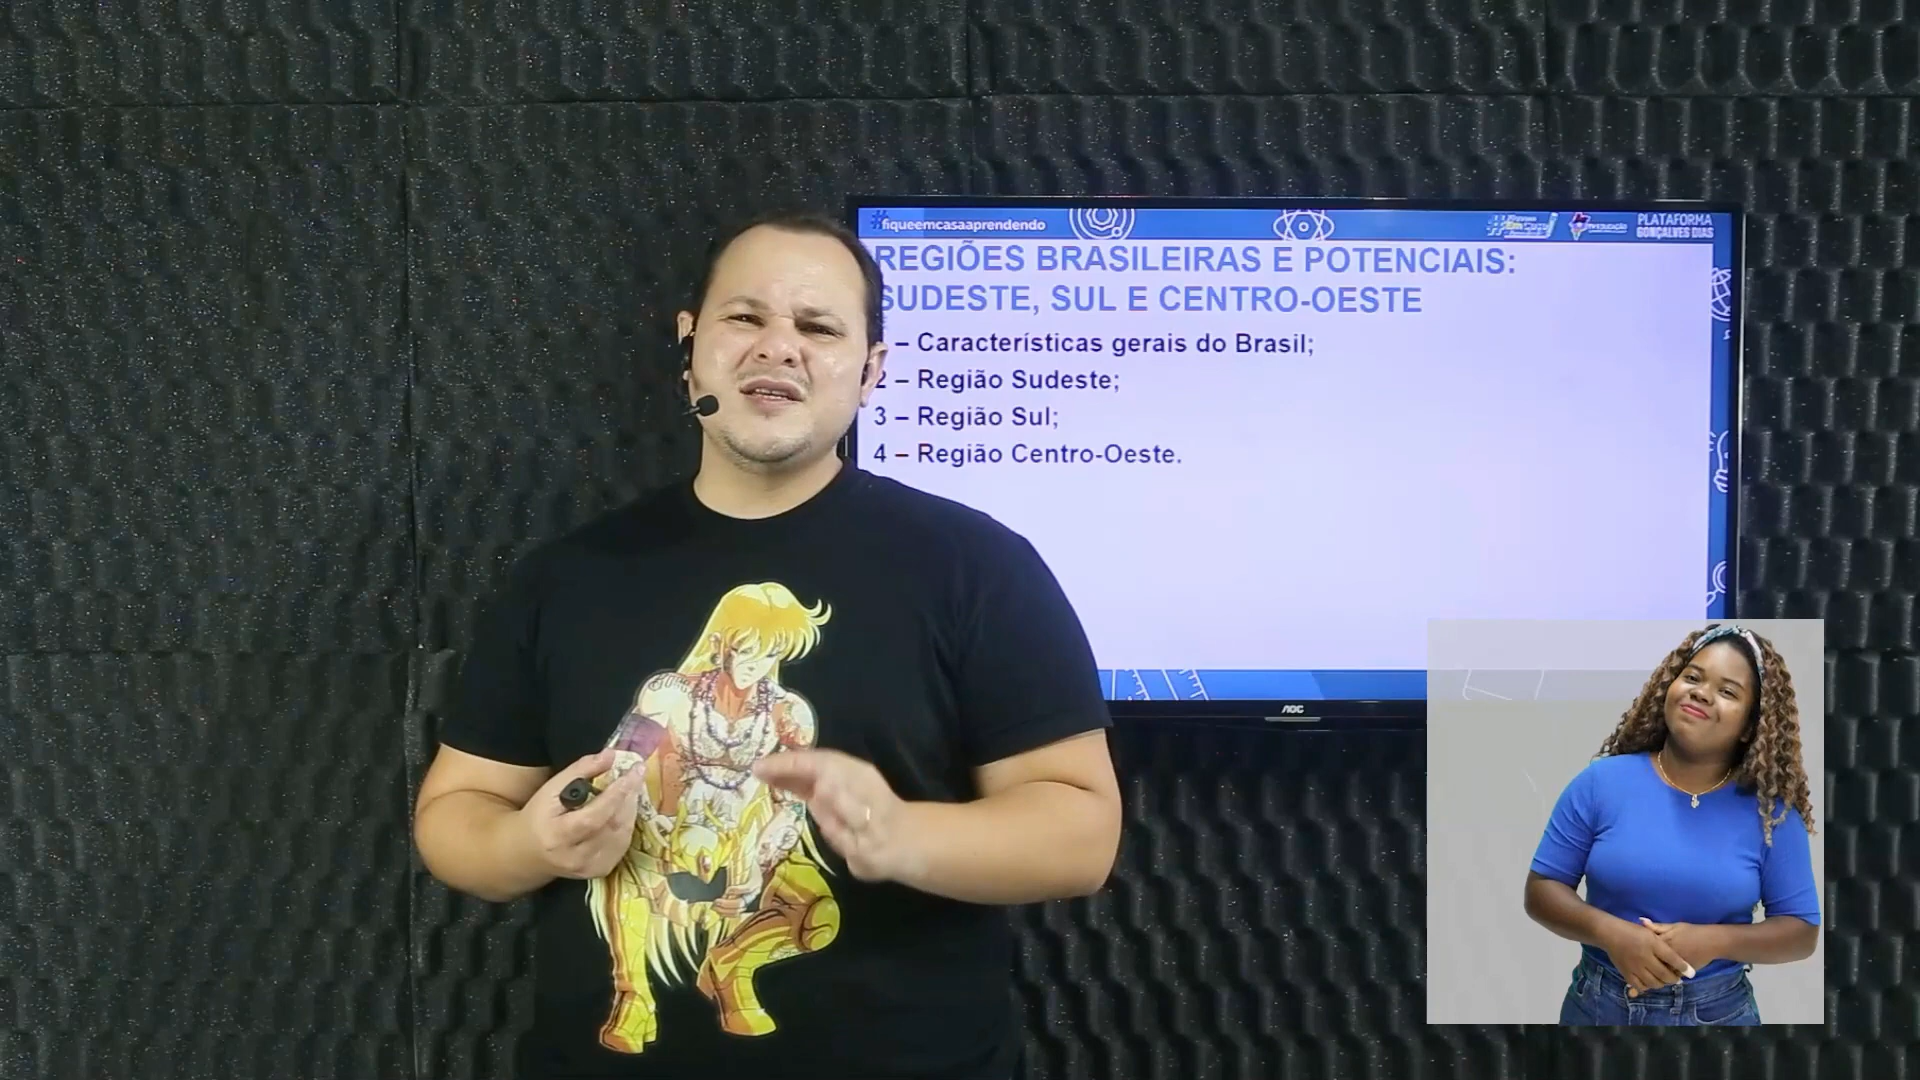 #fiqueemcasaaprendendo
PLATAFORMA
GONÇALVES DIAS
REGIÕES BRASILEIRAS E POTENCIAIS:
SUDESTE, SUL E CENTRO-OESTE
– Características gerais do Brasil;
2 – Região Sudeste;
3 – Região Sul;
4 – Região Centro-Oeste.
AOC